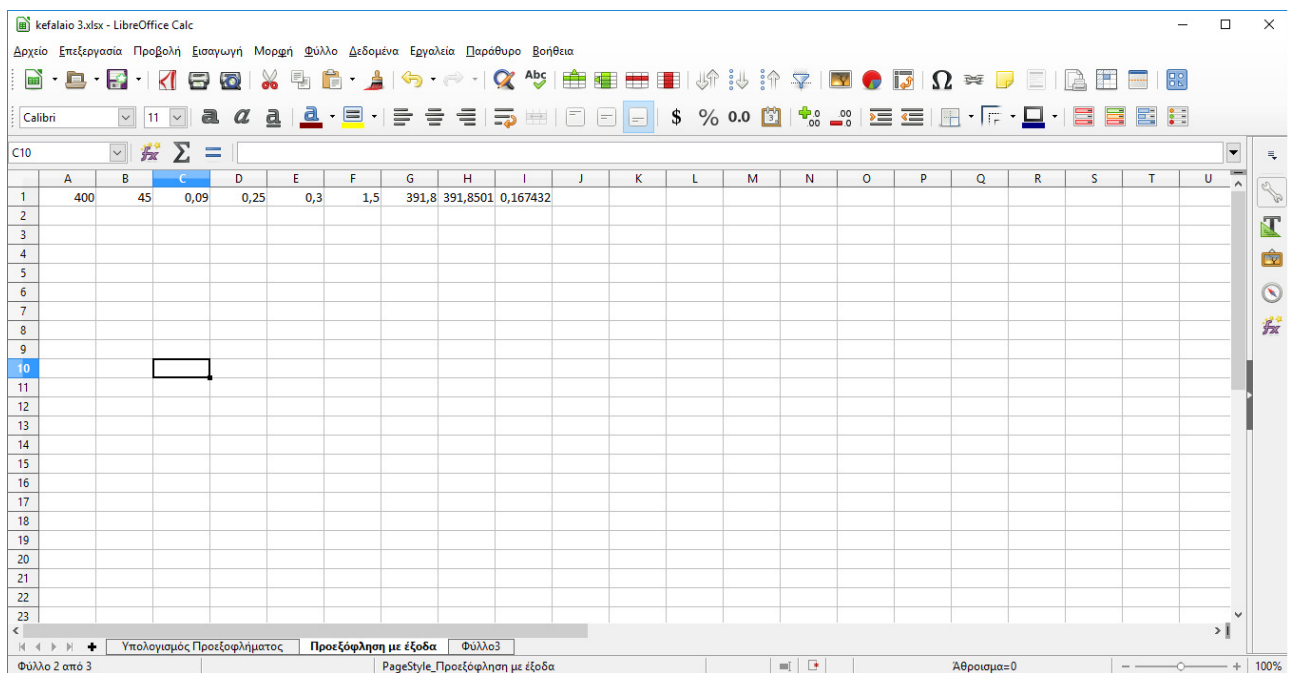 kefalaio 3.xlsx - LibreOffice Calc
Αρχείο Επεξεργασία Προβολή Εισαγωγή Μορφή Φύλλο Δεδομένα Εργαλεία Παράθυρο Βοήθεια
Abc
Calibri 11 a a a a $ % 0.0
C10
A B C D E F G H I J K L M N O P Q R S T U
1 400 45 0,09 0,25 0,3 1,5 391,8 391,8501 0,167432
2
3
4
5
6
7
8
9
10
11
12
13
14
15
16
17
18
19
20
21
22
23
Υπολογισμός Προεξοφλήματος Προεξόφληση με έξοδα Φύλλο3
Φύλλο 2 από 3 PageStyle_Προεξόφληση με έξοδα Άθροισμα=0 100%